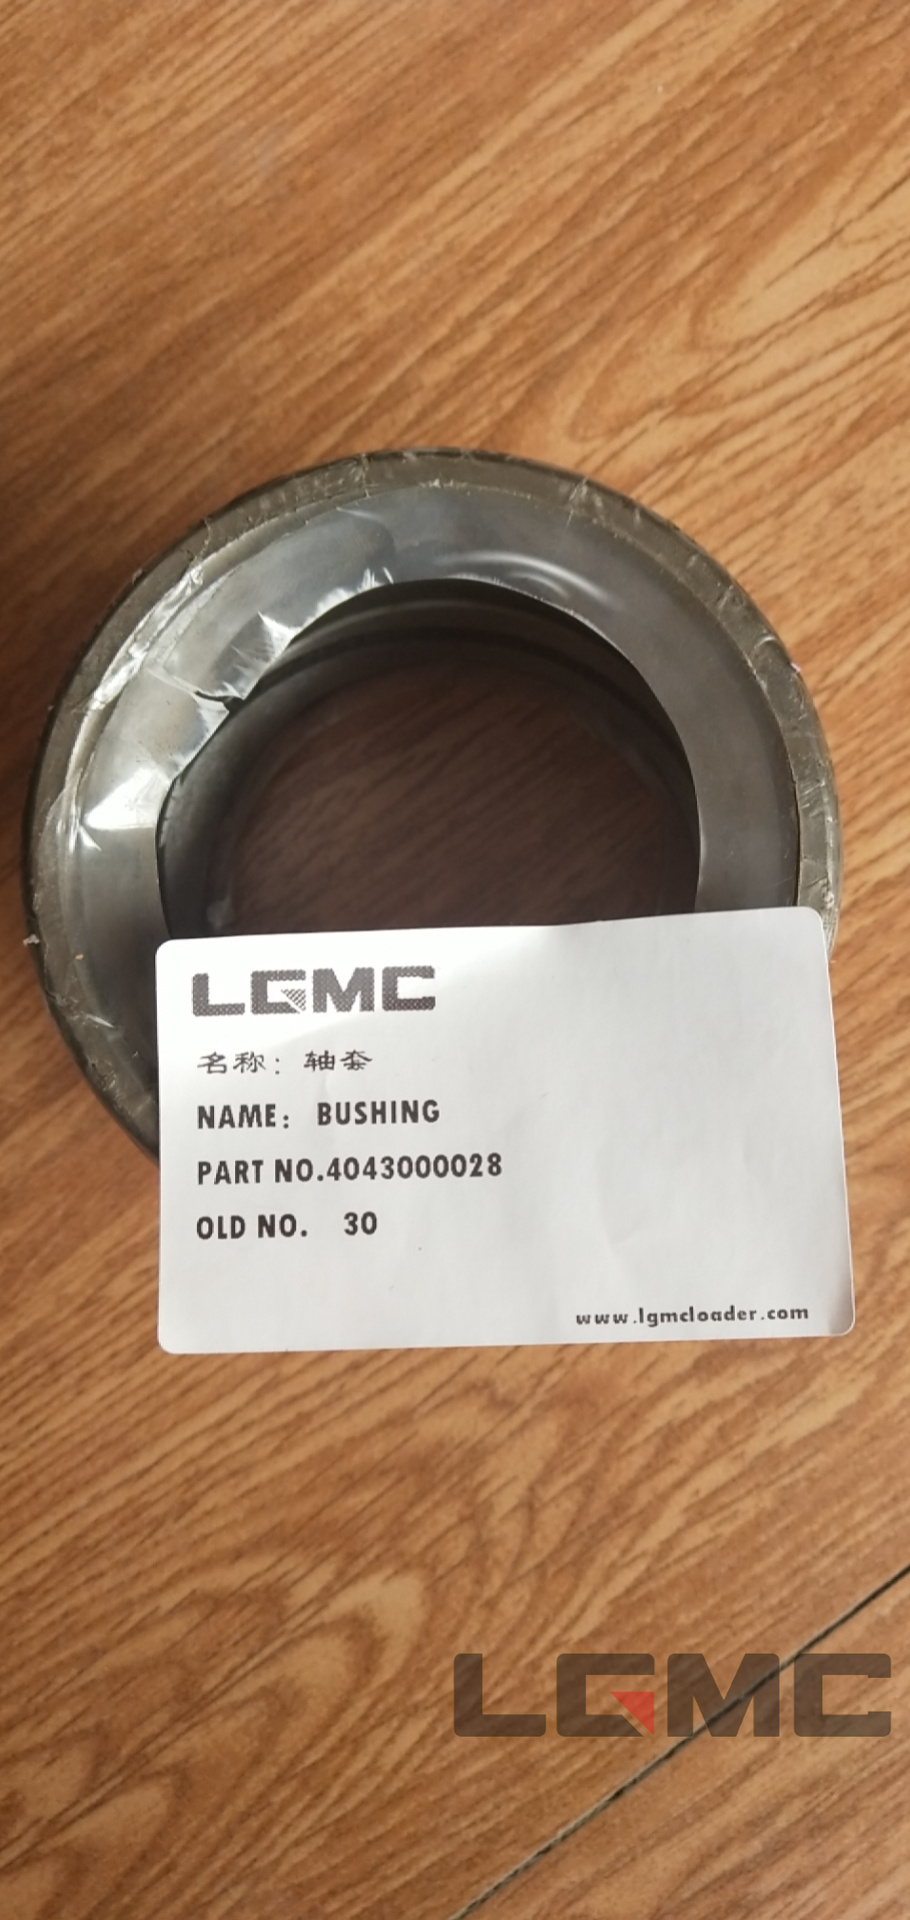 LGMC
名称：轴套
NAME： BUSHING
PART NO.4043000028
OLD NO. 30
www.lgmcloader.com
LGMC